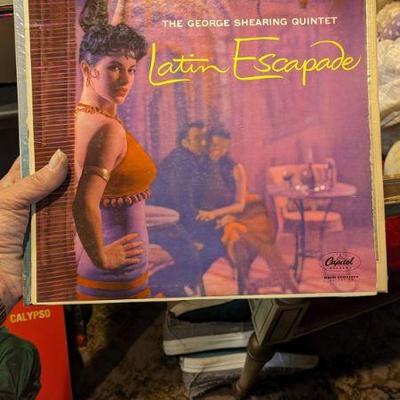 THE GEORGE SHEARING QUINTET
Latin Escapade
Capitol
CALYPSO